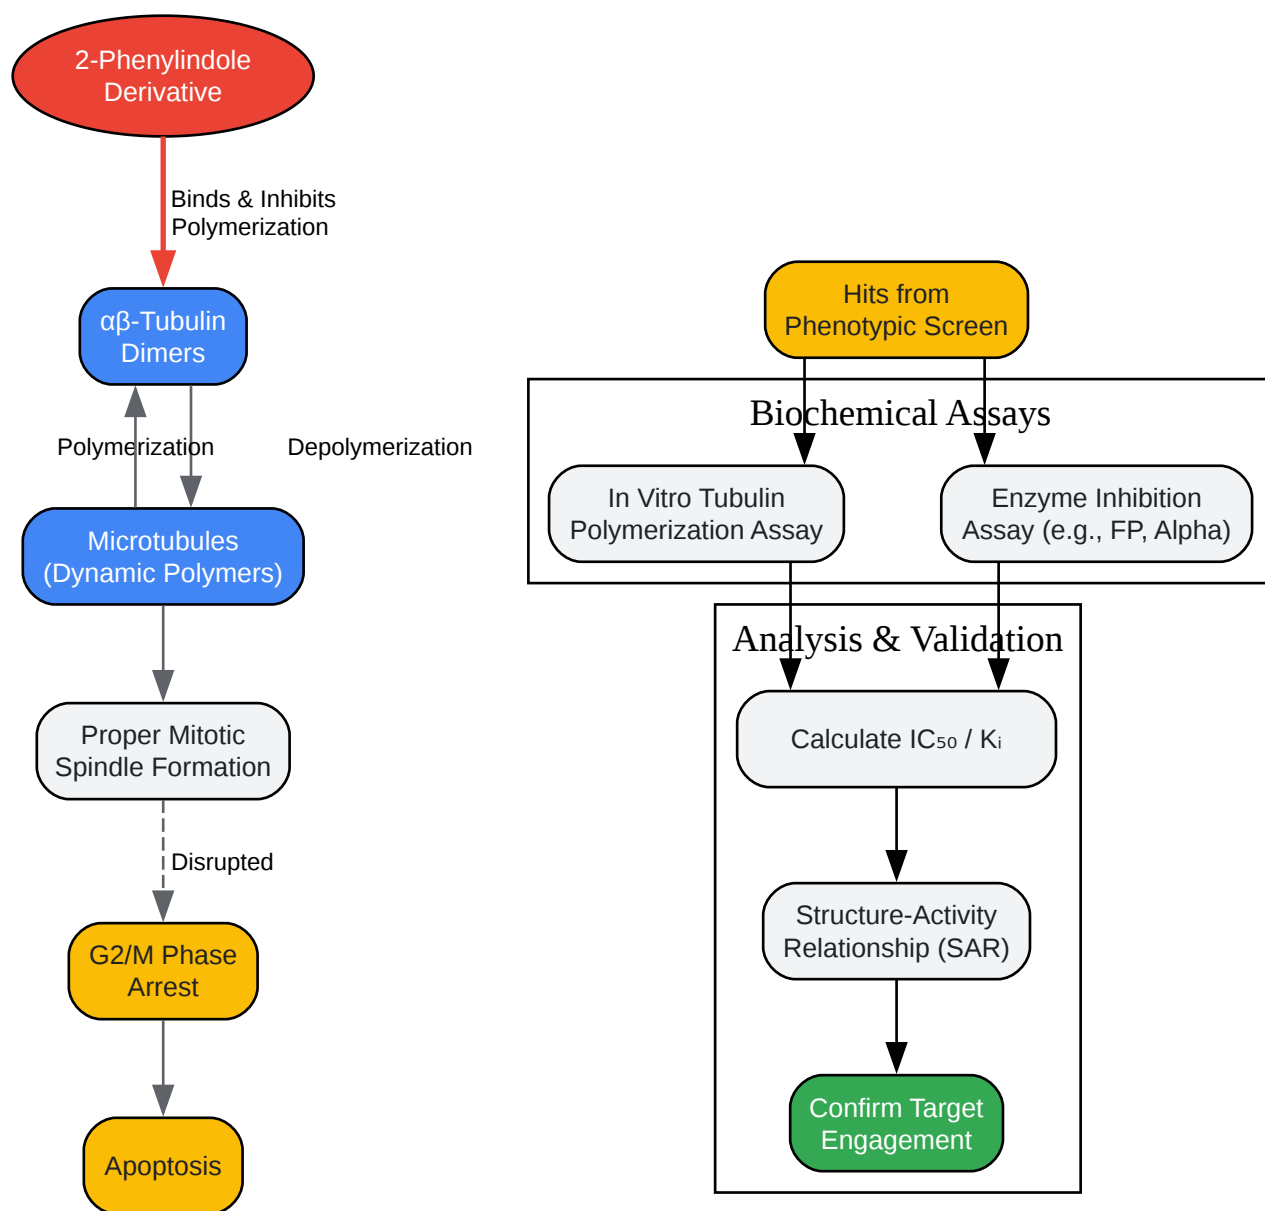 2-Phenylindole
Derivative
Binds & Inhibits
Polymerization
αβ-Tubulin
Dimers
Polymerization
Depolymerization
Microtubules
(Dynamic Polymers)
Proper Mitotic
Spindle Formation
Disrupted
G2/M Phase
Arrest
Apoptosis
Hits from
Phenotypic Screen
Biochemical Assays
In Vitro Tubulin
Polymerization Assay
Enzyme Inhibition
Assay (e.g., FP, Alpha)
Analysis & Validation
Calculate IC₅₀ / Kᵢ
Structure-Activity
Relationship (SAR)
Confirm Target
Engagement